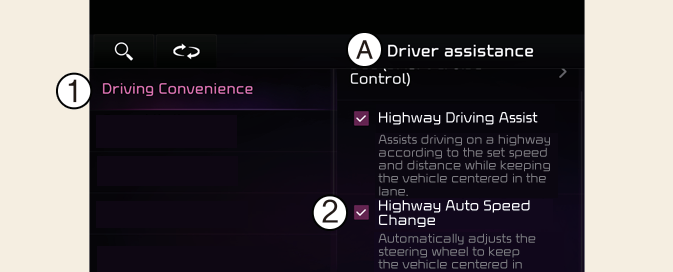 A Driver assistance
1 Driving Convenience
Control)
Highway Driving Assist
Assists driving on a highway
according to the set speed
and distance while keeping
the vehicle centered in the
lane.
2 Highway Auto Speed
Change
Automatically adjusts the
steering wheel to keep
the vehicle centered in